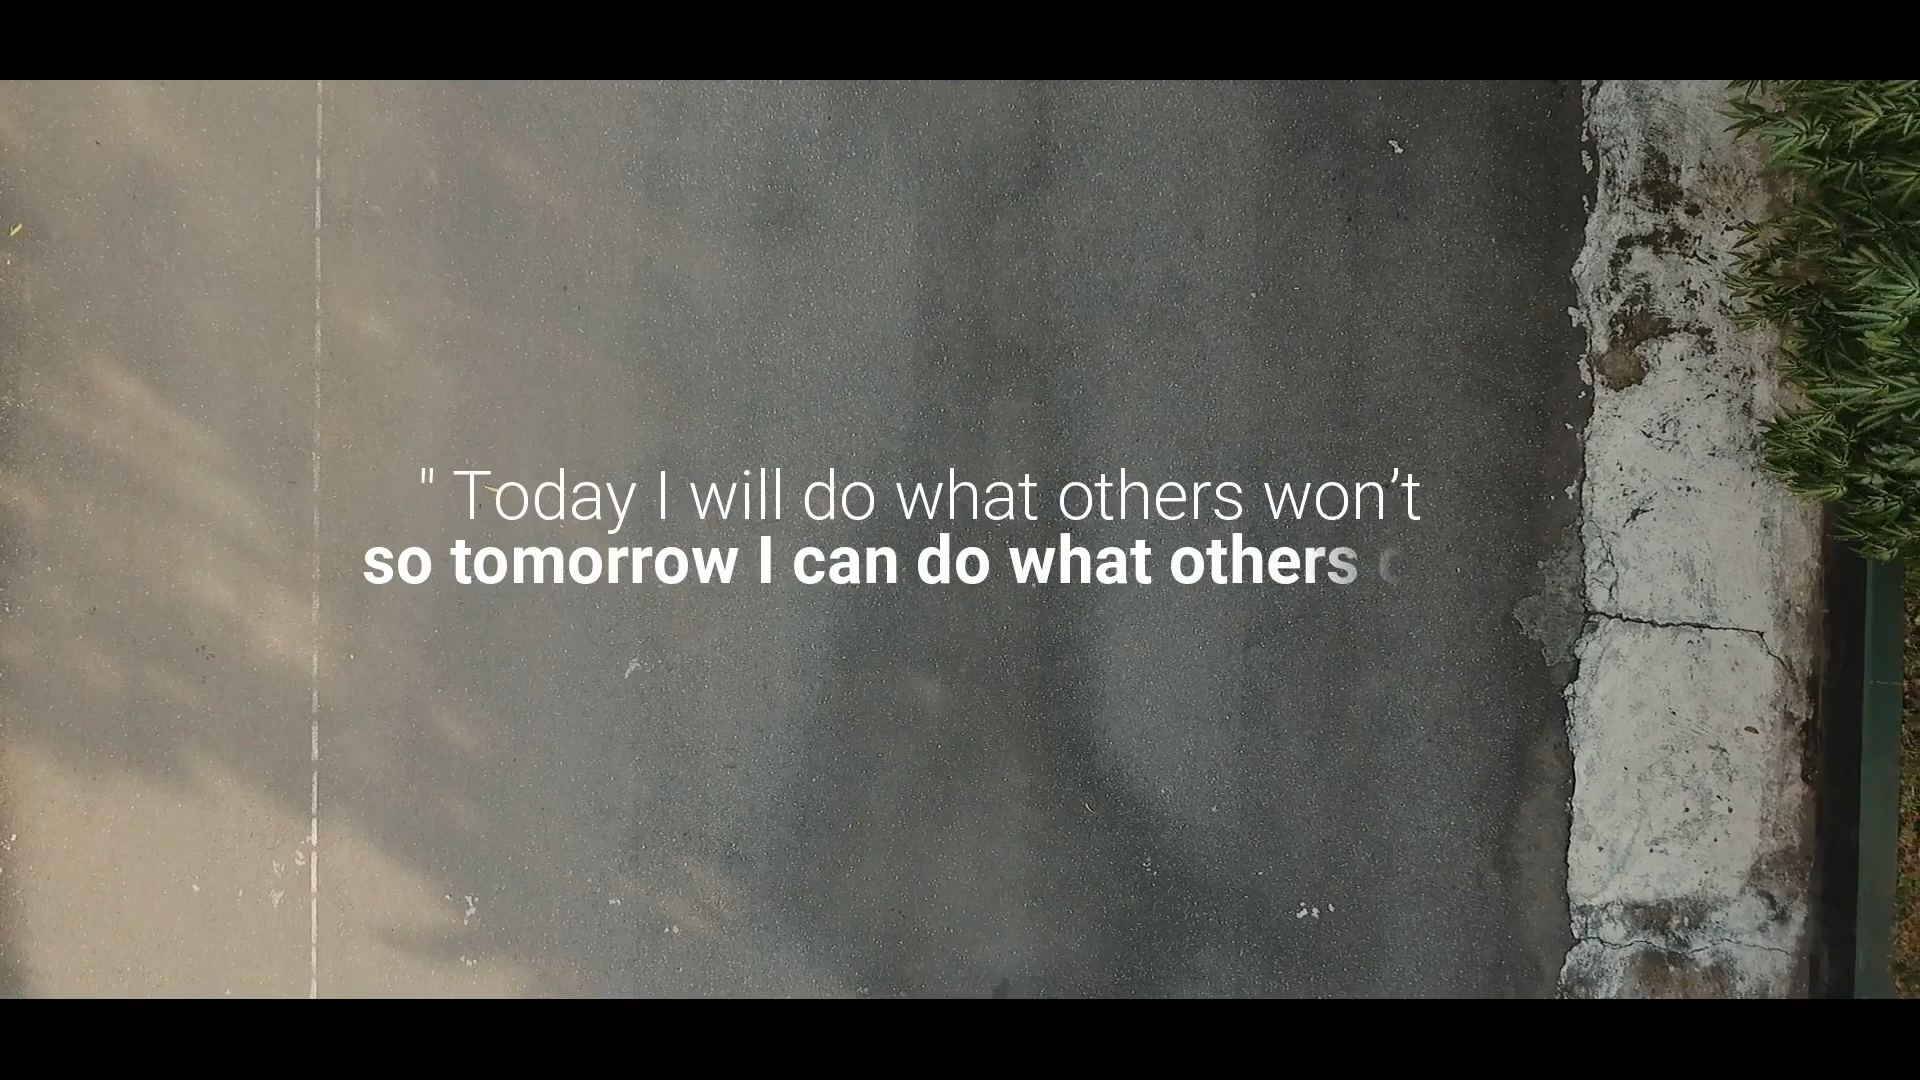 " Today I will do what others won’t
so tomorrow I can do what others